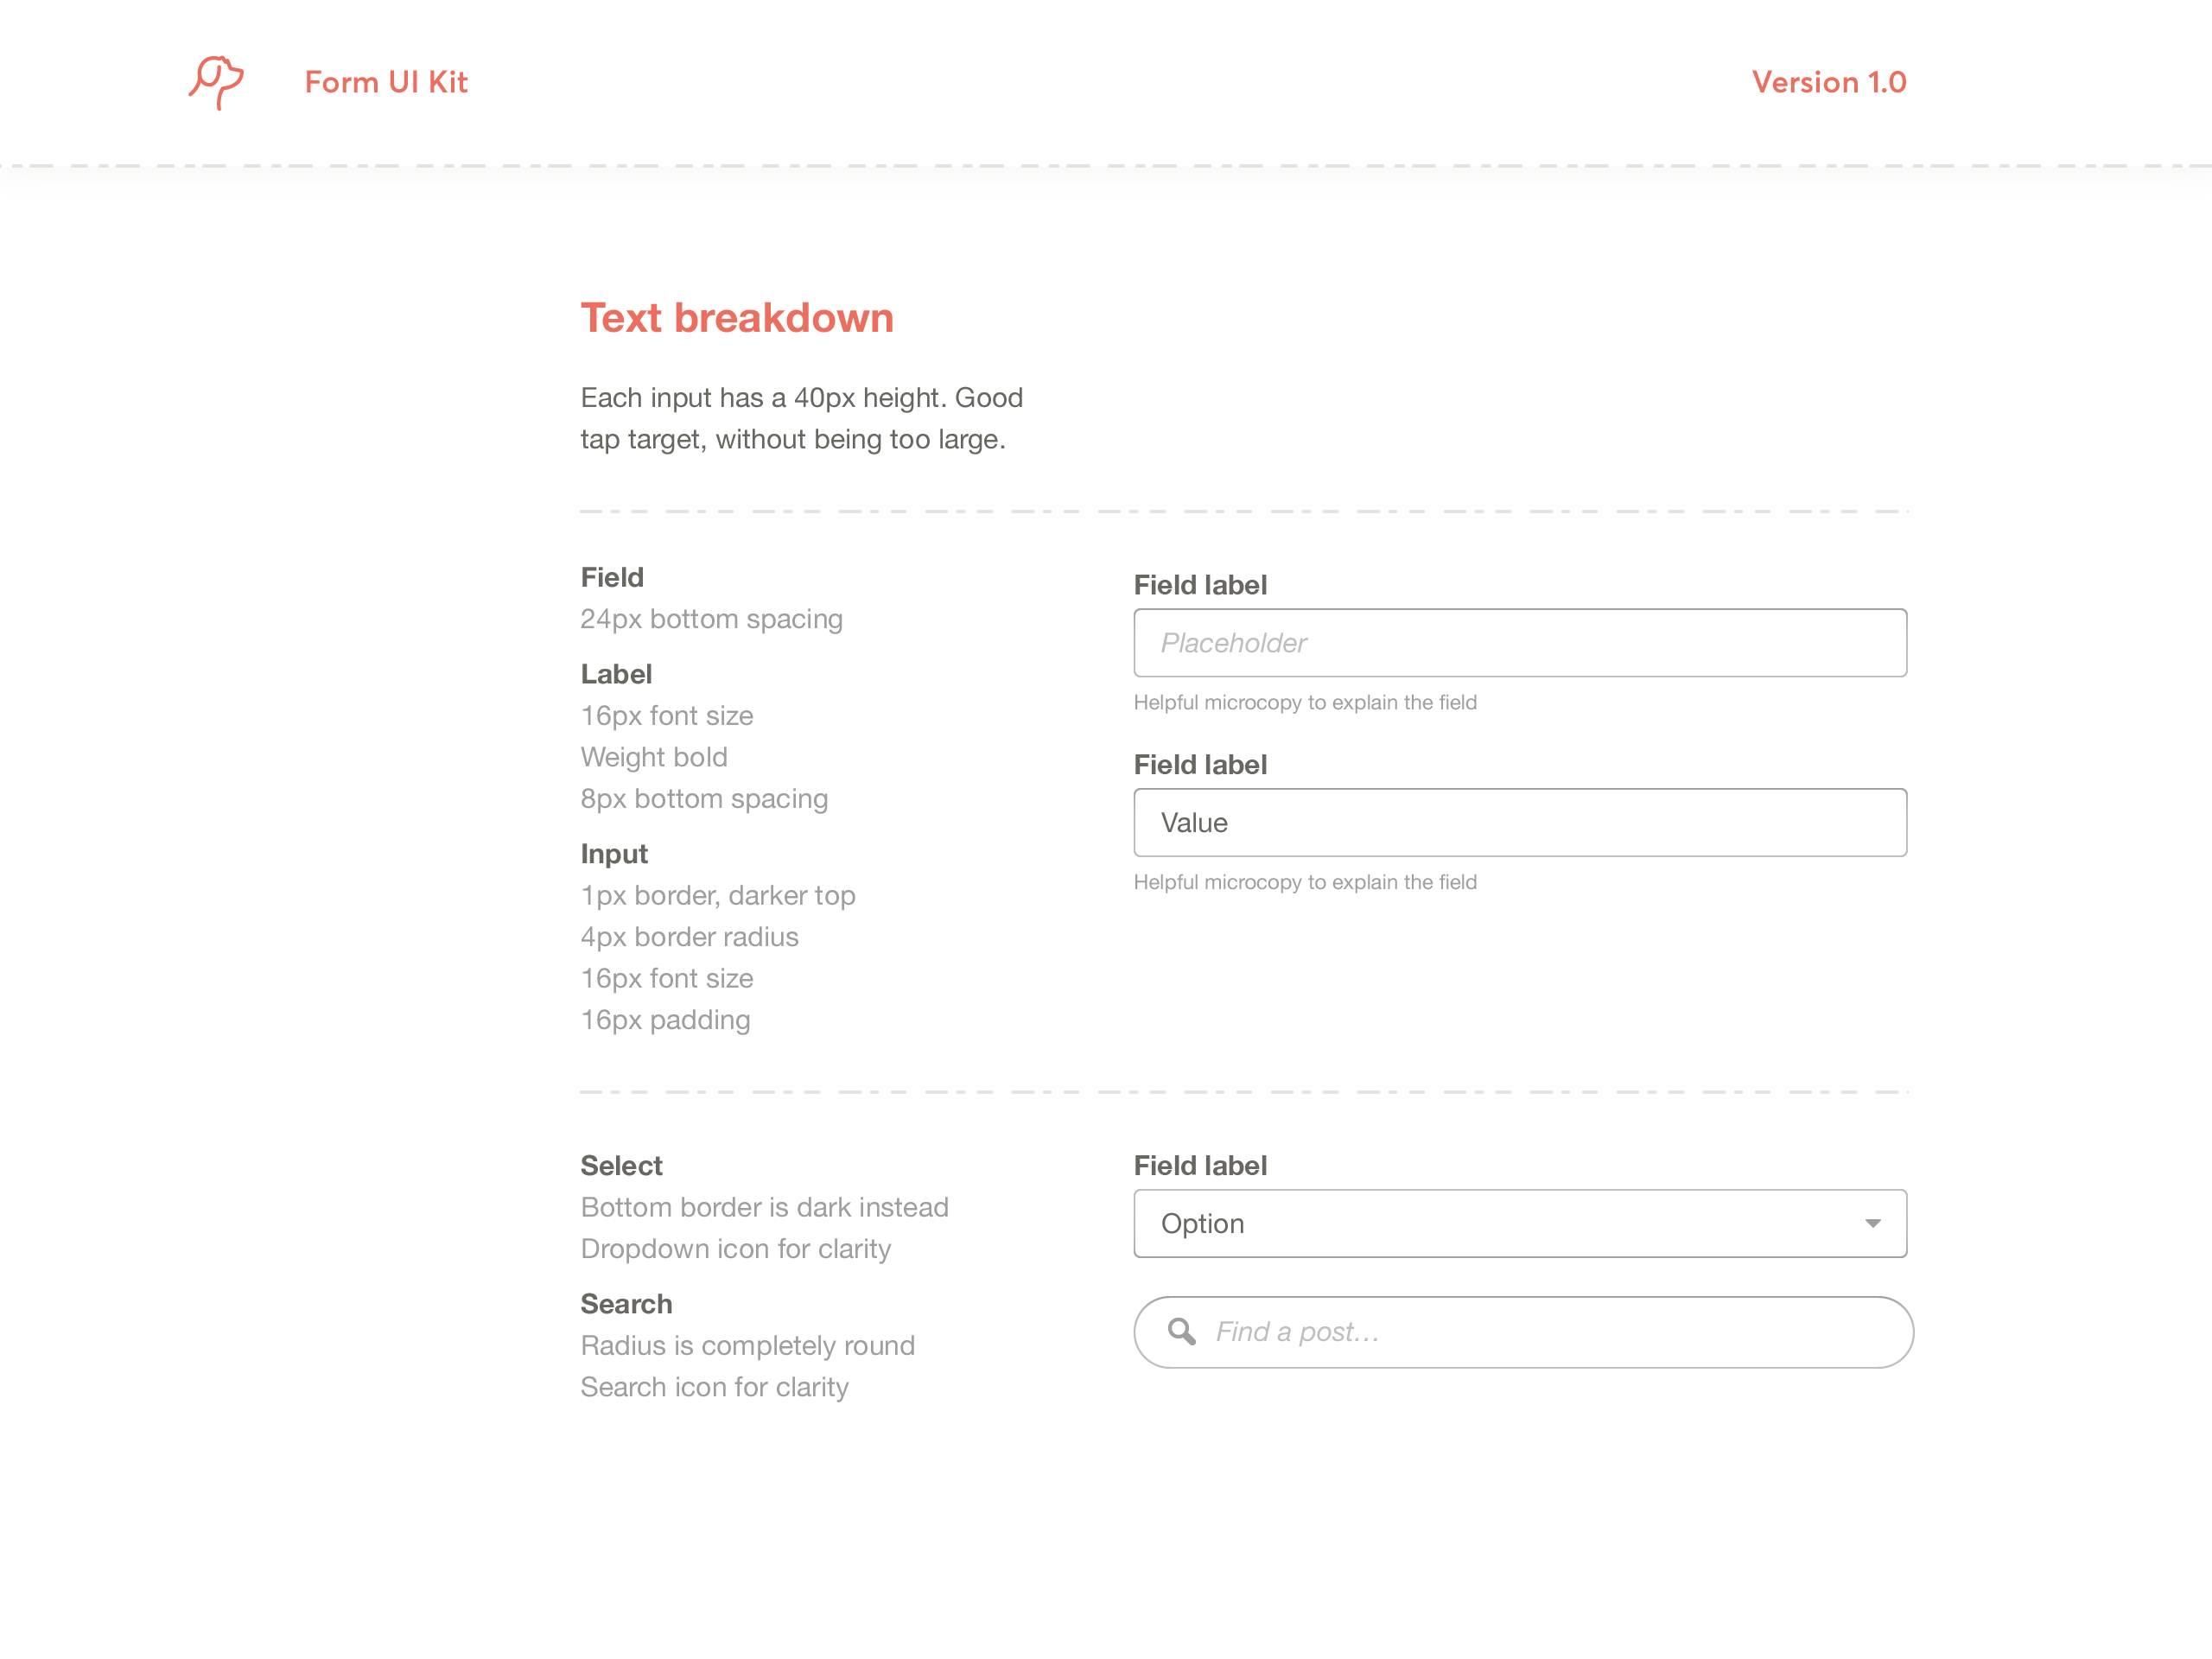 Form UI Kit
Version 1.0
Text breakdown
Each input has a 40px height. Good
tap target, without being too large.
Field
24px bottom spacing
Label
16px font size
Weight bold
8px bottom spacing
Input
1px border, darker top
4px border radius
16px font size
16px padding
Field label
Placeholder
Helpful microcopy to explain the field
Field label
Value
Helpful microcopy to explain the field
Select
Bottom border is dark instead
Dropdown icon for clarity
Search
Radius is completely round
Search icon for clarity
Field label
Option
Find a post...